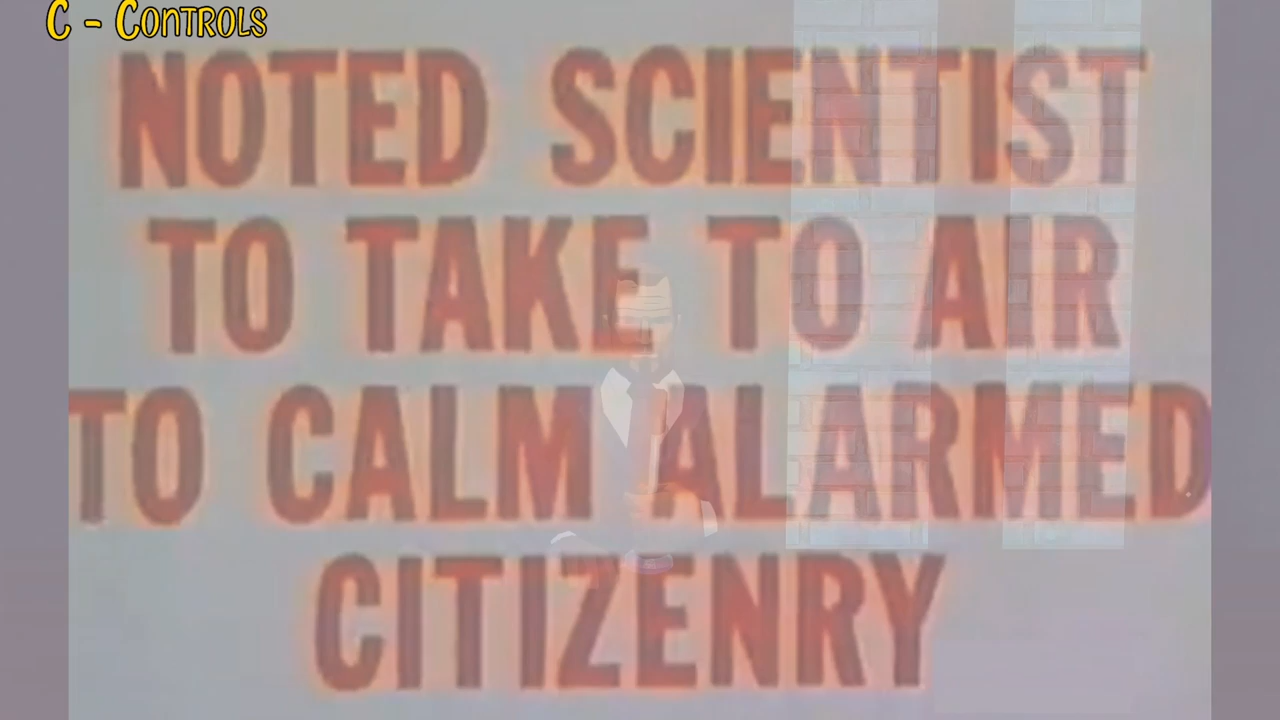 C - Controls
NOTED SCIENTIST
TO TAKE TO AIR
TO CALM ALARMED
CITIZENRY